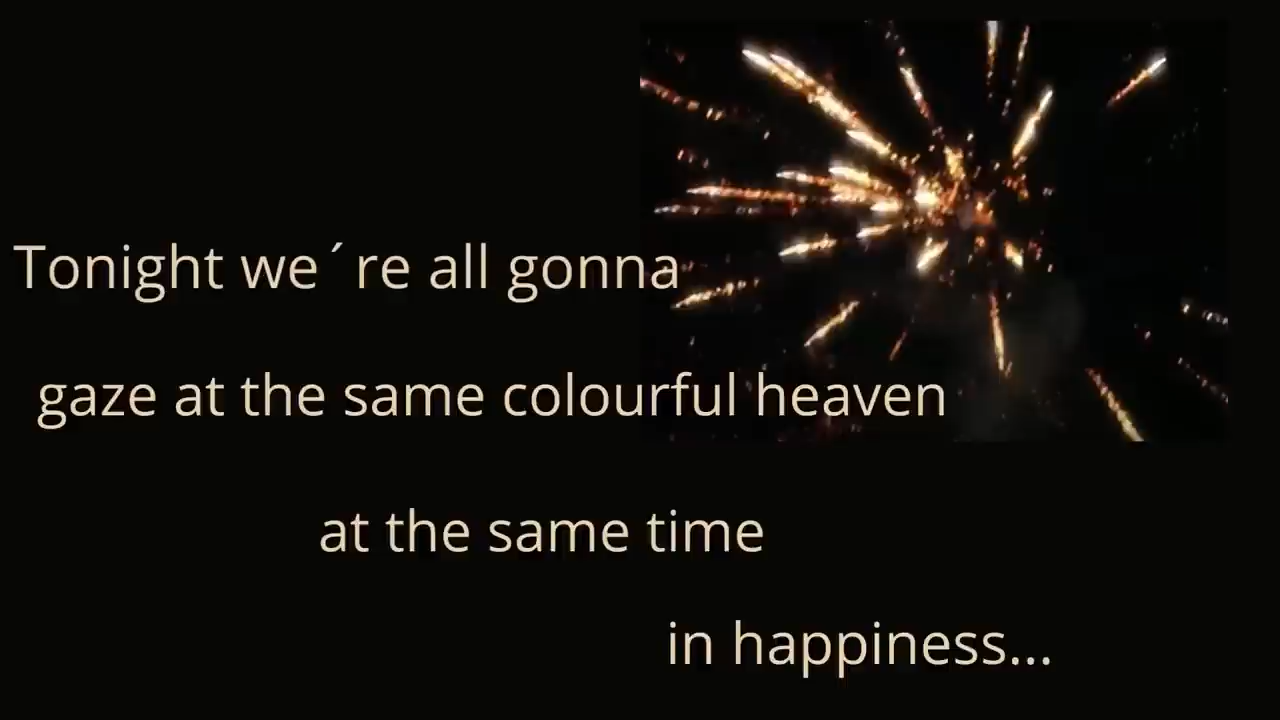 Tonight we´re all gonna
gaze at the same colourful heaven
at the same time
in happiness...